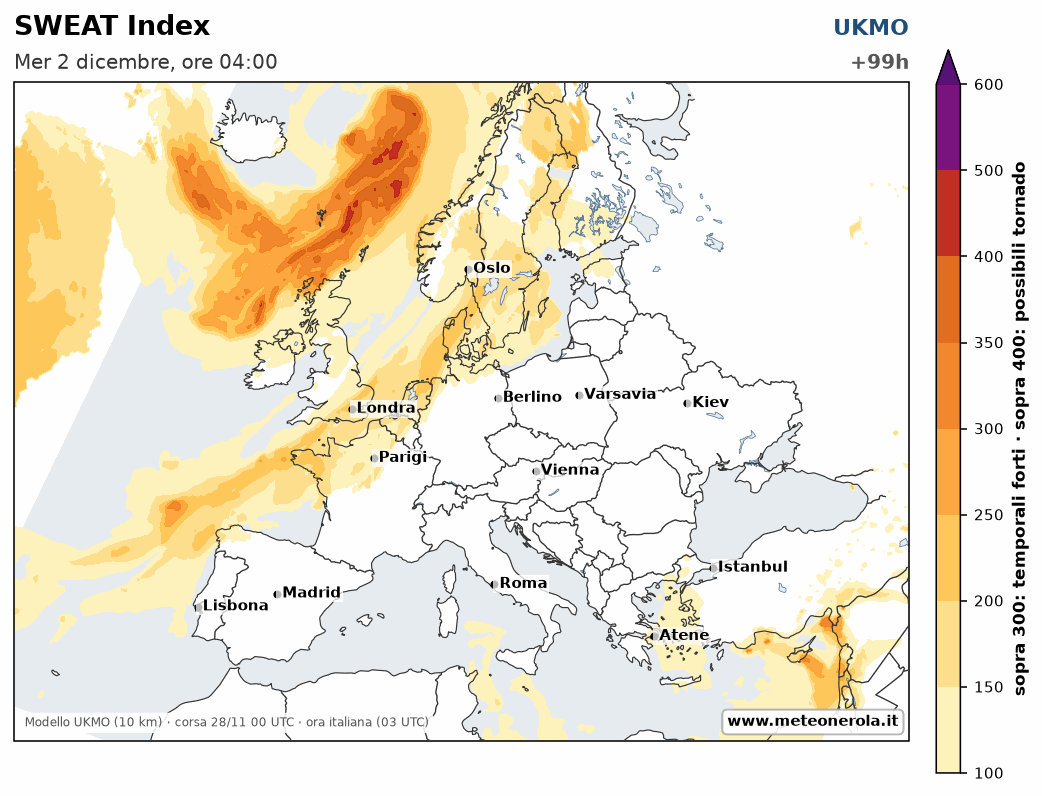 SWEAT Index
UKMO
Mer 2 dicembre, ore 04:00
+99h
600
500
400
350
300
250
200
150
100
sopra 300: temporali forti · sopra 400: possibili tornado
Oslo
Berlino
Varsavia
Kiev
Londra
Parigi
Vienna
Istanbul
Roma
Madrid
Lisbona
Atene
Modello UKMO (10 km) · corsa 28/11 00 UTC · ora italiana (03 UTC)
www.meteonerola.it